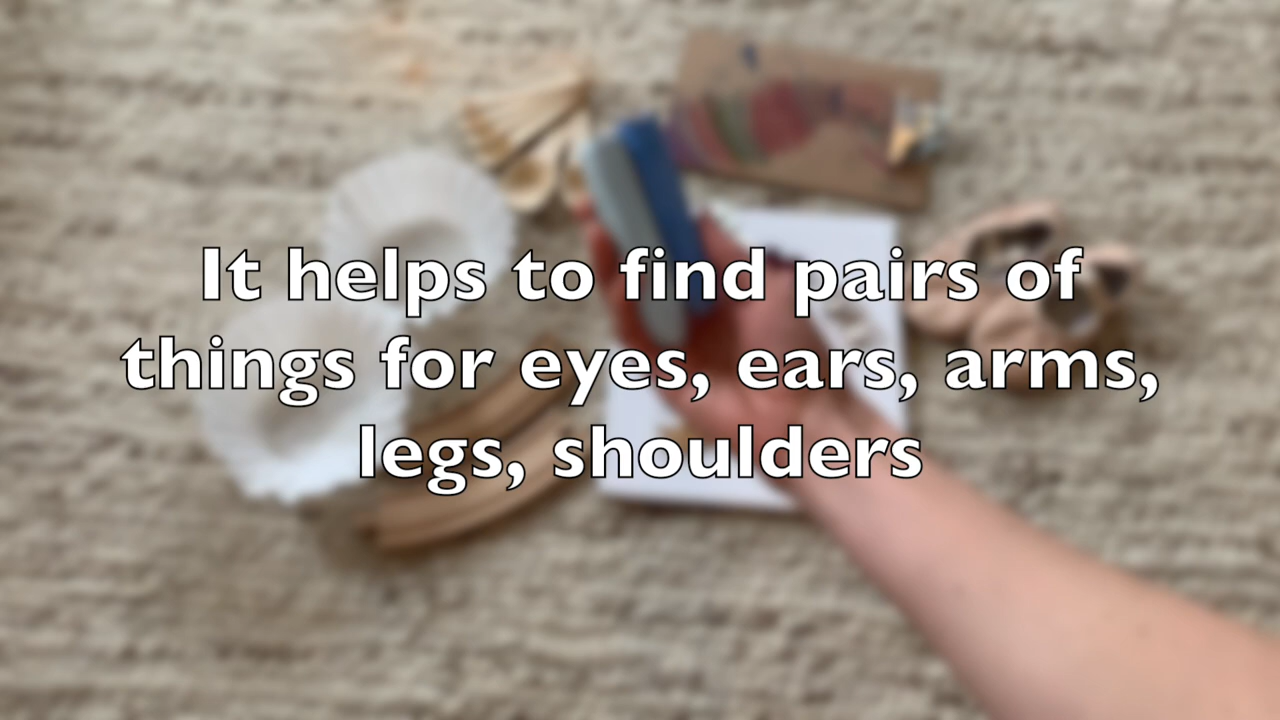 It helps to find pairs of
things for eyes, ears, arms,
legs, shoulders